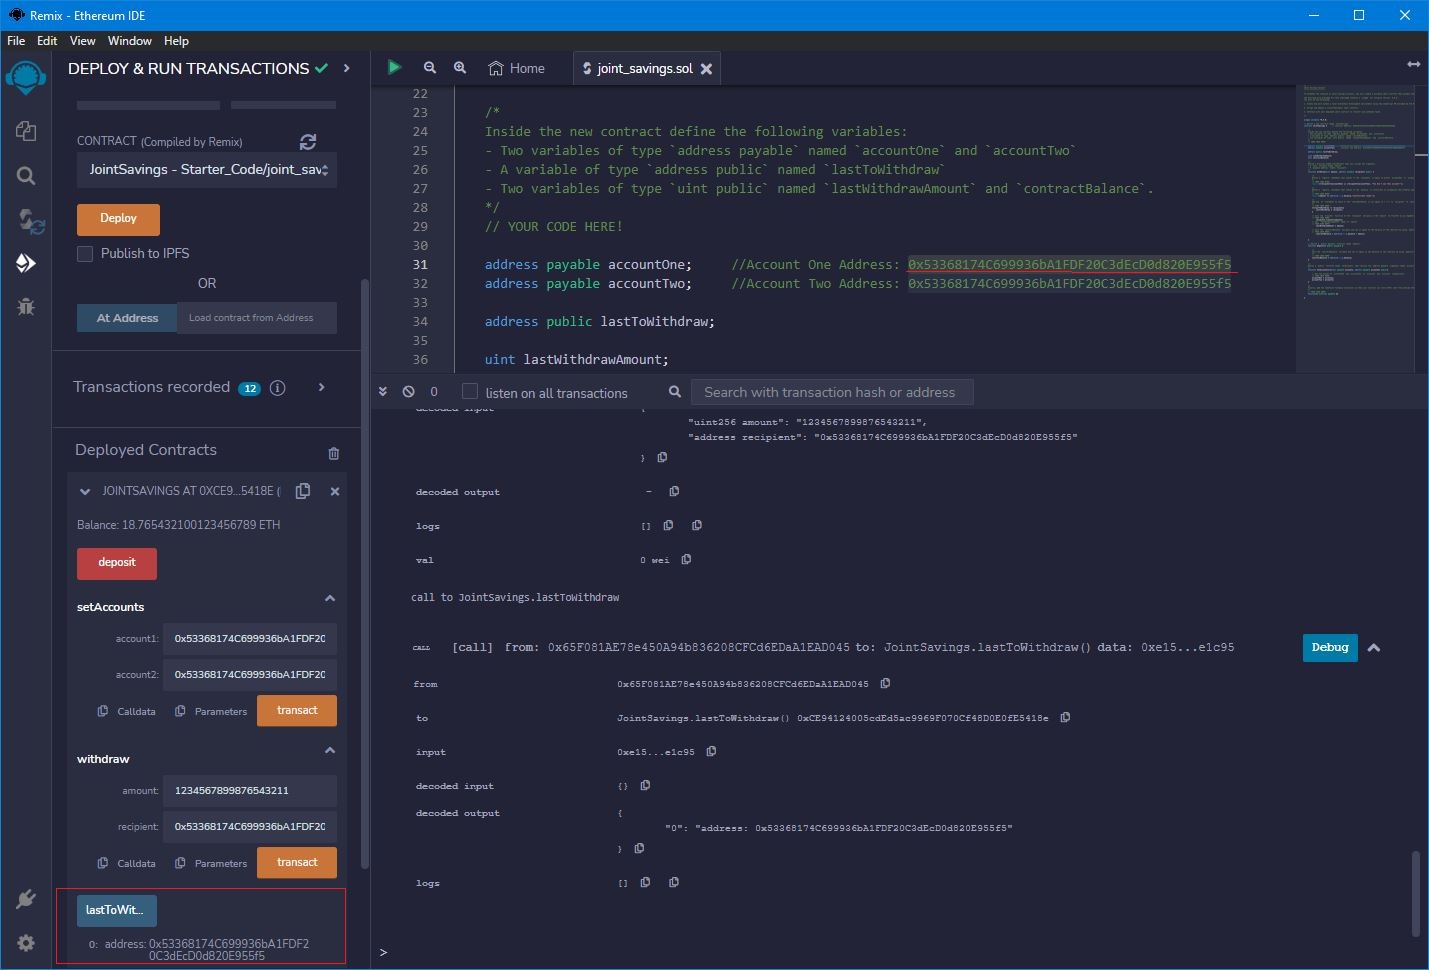 Remix - Ethereum IDE
File Edit View Window Help
DEPLOY & RUN TRANSACTIONS
CONTRACT (Compiled by Remix)
JointSavings - Starter_Code/joint_sav
Deploy
Publish to IPFS
OR
At Address Load contract from Address
Transactions recorded 12
Deployed Contracts
JOINTSAVINGS AT 0XCE9...5418E (
Balance: 18.765432100123456789 ETH
deposit
setAccounts
account1: 0x53368174C699936bA1FDF20
account2: 0x53368174C699936bA1FDF20
Calldata Parameters transact
withdraw
amount: 1234567899876543211
recipient: 0x53368174C699936bA1FDF20
Calldata Parameters transact
lastToWit...
0: address: 0x53368174C699936bA1FDF2
0C3dEcD0d820E955f5
Home joint_savings.sol
22
23 /*
24 Inside the new contract define the following variables:
25 - Two variables of type `address payable` named `accountOne` and `accountTwo`
26 - A variable of type `address public` named `lastToWithdraw`
27 - Two variables of type `uint public` named `lastWithdrawAmount` and `contractBalance`.
28 */
29 // YOUR CODE HERE!
30
31 address payable accountOne; //Account One Address: 0x53368174C699936bA1FDF20C3dEcD0d820E955f5
32 address payable accountTwo; //Account Two Address: 0x53368174C699936bA1FDF20C3dEcD0d820E955f5
33
34 address public lastToWithdraw;
35
36 uint lastWithdrawAmount;
0 listen on all transactions Search with transaction hash or address
decoded input {
"uint256 amount": "1234567899876543211",
"address recipient": "0x53368174C699936bA1FDF20C3dEcD0d820E955f5"
}
decoded output -
logs []
val 0 wei
call to JointSavings.lastToWithdraw
CALL [call] from: 0x65F081AE78e450A94b836208CFCd6EDaA1EAD045 to: JointSavings.lastToWithdraw() data: 0xe15...e1c95 Debug
from 0x65F081AE78e450A94b836208CFCd6EDaA1EAD045
to JointSavings.lastToWithdraw() 0xCE94124005cdEd5ac9969F070Cf48D0E0fE5418e
input 0xe15...e1c95
decoded input {}
decoded output {
"0": "address: 0x53368174C699936bA1FDF20C3dEcD0d820E955f5"
}
logs []
>